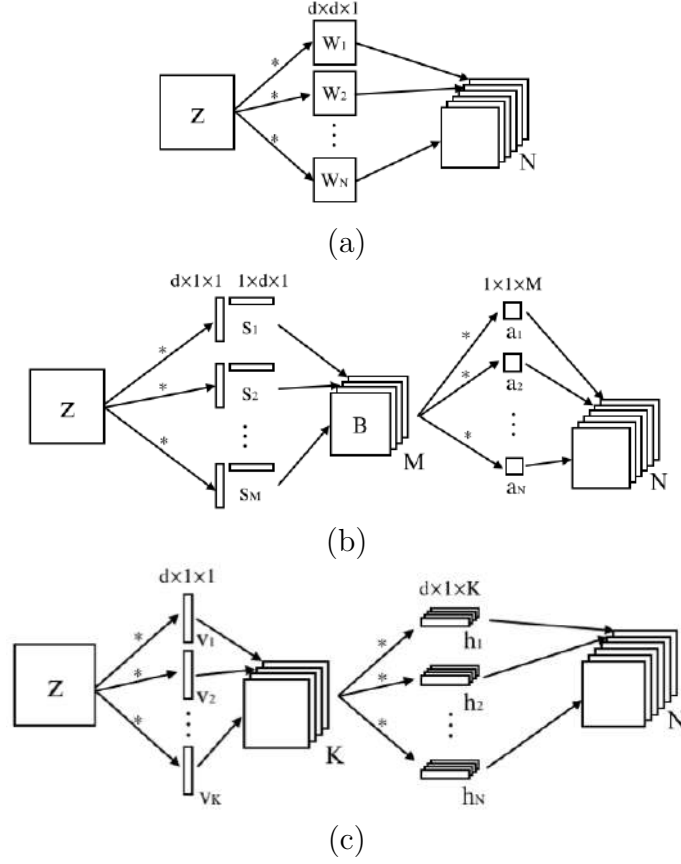 d×d×1
W1
*
*
W2
Z
⋮
*
WN
N
(a)
d×1×1 1×d×1
1×1×M
s1
a1
*
*
*
s2
*
a2
Z
B
⋮
⋮
*
*
M
sM
aN
N
(b)
d×1×1
d×1×K
v1
h1
*
*
*
Z
v2
*
h2
⋮
⋮
*
*
K
N
vK
hN
(c)